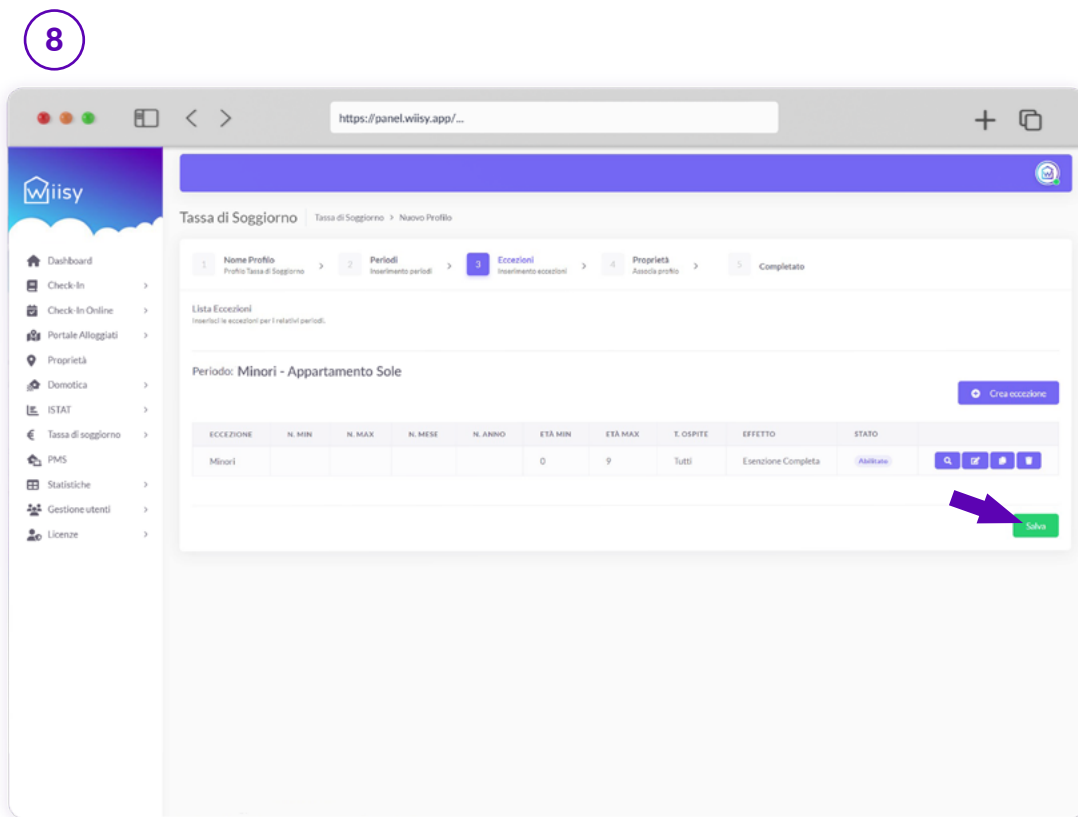 8
https://panel.wiisy.app/...
wiisy
Tassa di Soggiorno Tassa di Soggiorno > Nuovo Profilo
Dashboard
Check-In
Check-In Online
Portale Alloggiati
Proprietà
Domotica
ISTAT
Tassa di soggiorno
PMS
Statistiche
Gestione utenti
Licenze
1 Nome Profilo
Profilo Tassa di Soggiorno
2 Periodi
Inserimento periodi
3 Eccezioni
Inserimento eccezioni
4 Proprietà
Associa profilo
5 Completato
Lista Eccezioni
Inserisci le eccezioni per i relativi periodi.
Periodo: Minori - Appartamento Sole
Crea eccezione
ECCEZIONE N. MIN N. MAX N. MESE N. ANNO ETÀ MIN ETÀ MAX T. OSPITE EFFETTO STATO
Minori 0 9 Tutti Esenzione Completa Abilitato
Salva